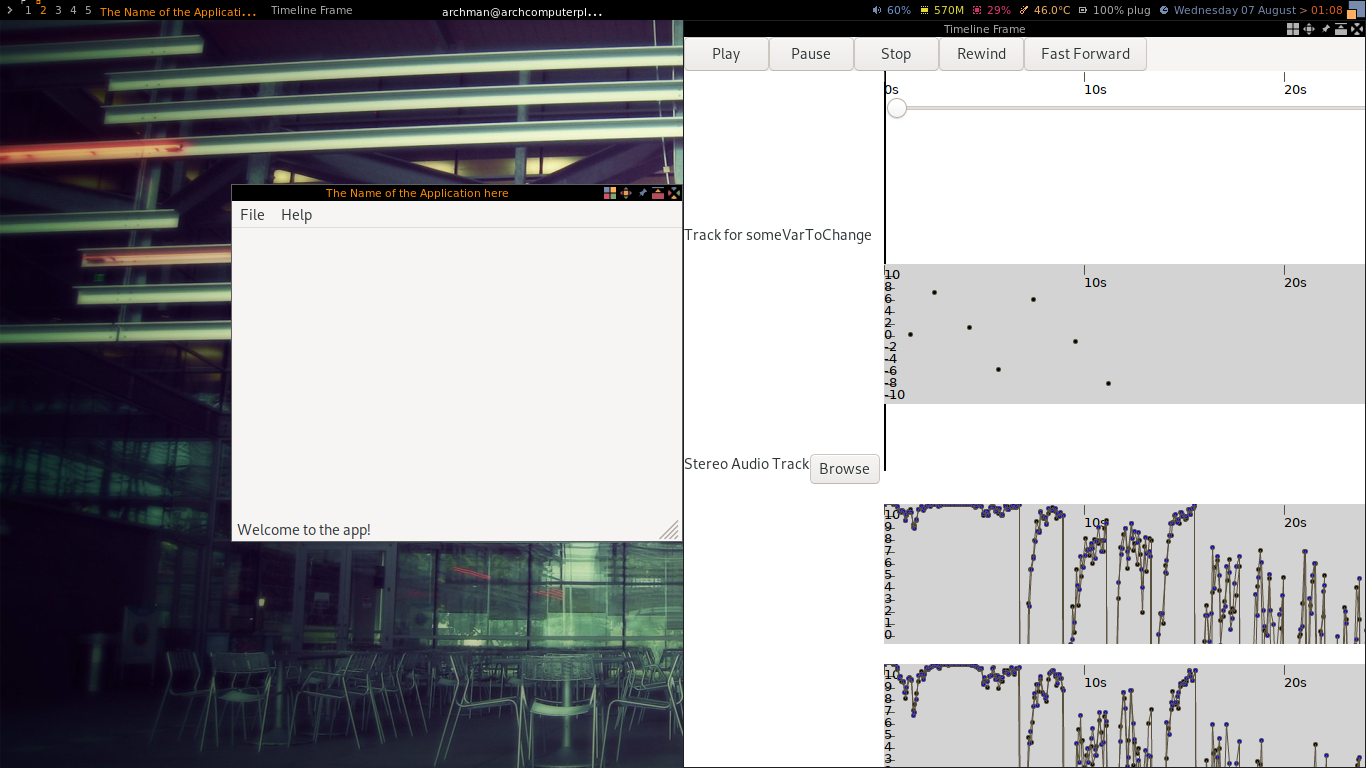 1 2 3 4 5 The Name of the Applicati... Timeline Frame archman@archcomputerpl... 60% 570M 29% 46.0°C 100% plug Wednesday 07 August > 01:08
Timeline Frame
Play Pause Stop Rewind Fast Forward
0s 10s 20s
The Name of the Application here
File Help
Track for someVarToChange
10s 20s
10
8
6
4
2
0
-2
-4
-6
-8
-10
Stereo Audio Track Browse
Welcome to the app!
10s 20s
10
9
8
7
6
5
4
3
2
1
0
10s 20s
10
9
8
7
6
5
4
3